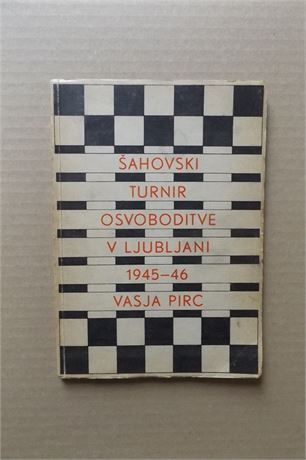 ŠAHOVSKI
TURNIR
OSVOBODITVE
V LJUBLJANI
1945–46
VASJA PIRC